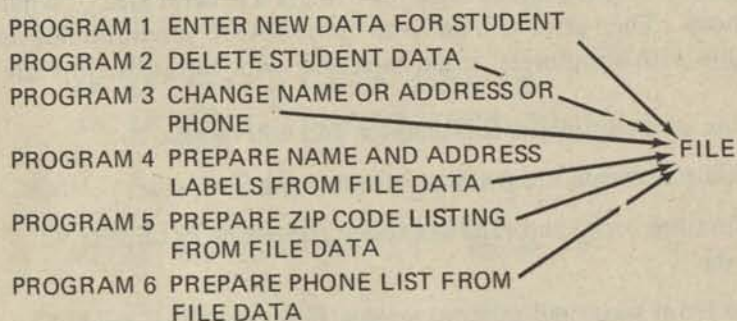 PROGRAM 1 ENTER NEW DATA FOR STUDENT
PROGRAM 2 DELETE STUDENT DATA
PROGRAM 3 CHANGE NAME OR ADDRESS OR
PHONE
FILE
PROGRAM 4 PREPARE NAME AND ADDRESS
LABELS FROM FILE DATA
PROGRAM 5 PREPARE ZIP CODE LISTING
FROM FILE DATA
PROGRAM 6 PREPARE PHONE LIST FROM
FILE DATA